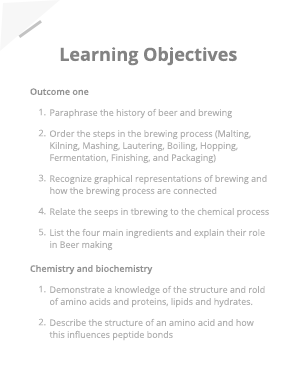 Learning Objectives
Outcome one
1. Paraphrase the history of beer and brewing
2. Order the steps in the brewing process (Malting,
Kilning, Mashing, Lautering, Boiling, Hopping,
Fermentation, Finishing, and Packaging)
3. Recognize graphical representations of brewing and
how the brewing process are connected
4. Relate the seeps in tbrewing to the chemical process
5. List the four main ingredients and explain their role
in Beer making
Chemistry and biochemistry
1. Demonstrate a knowledge of the structure and rold
of amino acids and proteins, lipids and hydrates.
2. Describe the structure of an amino acid and how
this influences peptide bonds